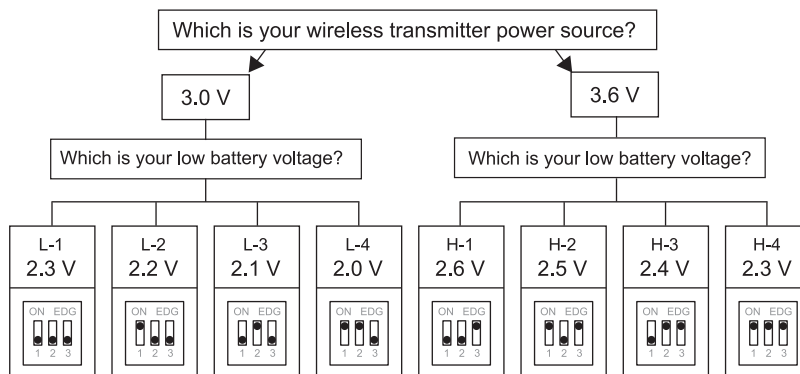 Which is your wireless transmitter power source?
3.0 V
3.6 V
Which is your low battery voltage?
Which is your low battery voltage?
L-1
2.3 V
L-2
2.2 V
L-3
2.1 V
L-4
2.0 V
H-1
2.6 V
H-2
2.5 V
H-3
2.4 V
H-4
2.3 V
ON EDG
1 2 3
ON EDG
1 2 3
ON EDG
1 2 3
ON EDG
1 2 3
ON EDG
1 2 3
ON EDG
1 2 3
ON EDG
1 2 3
ON EDG
1 2 3